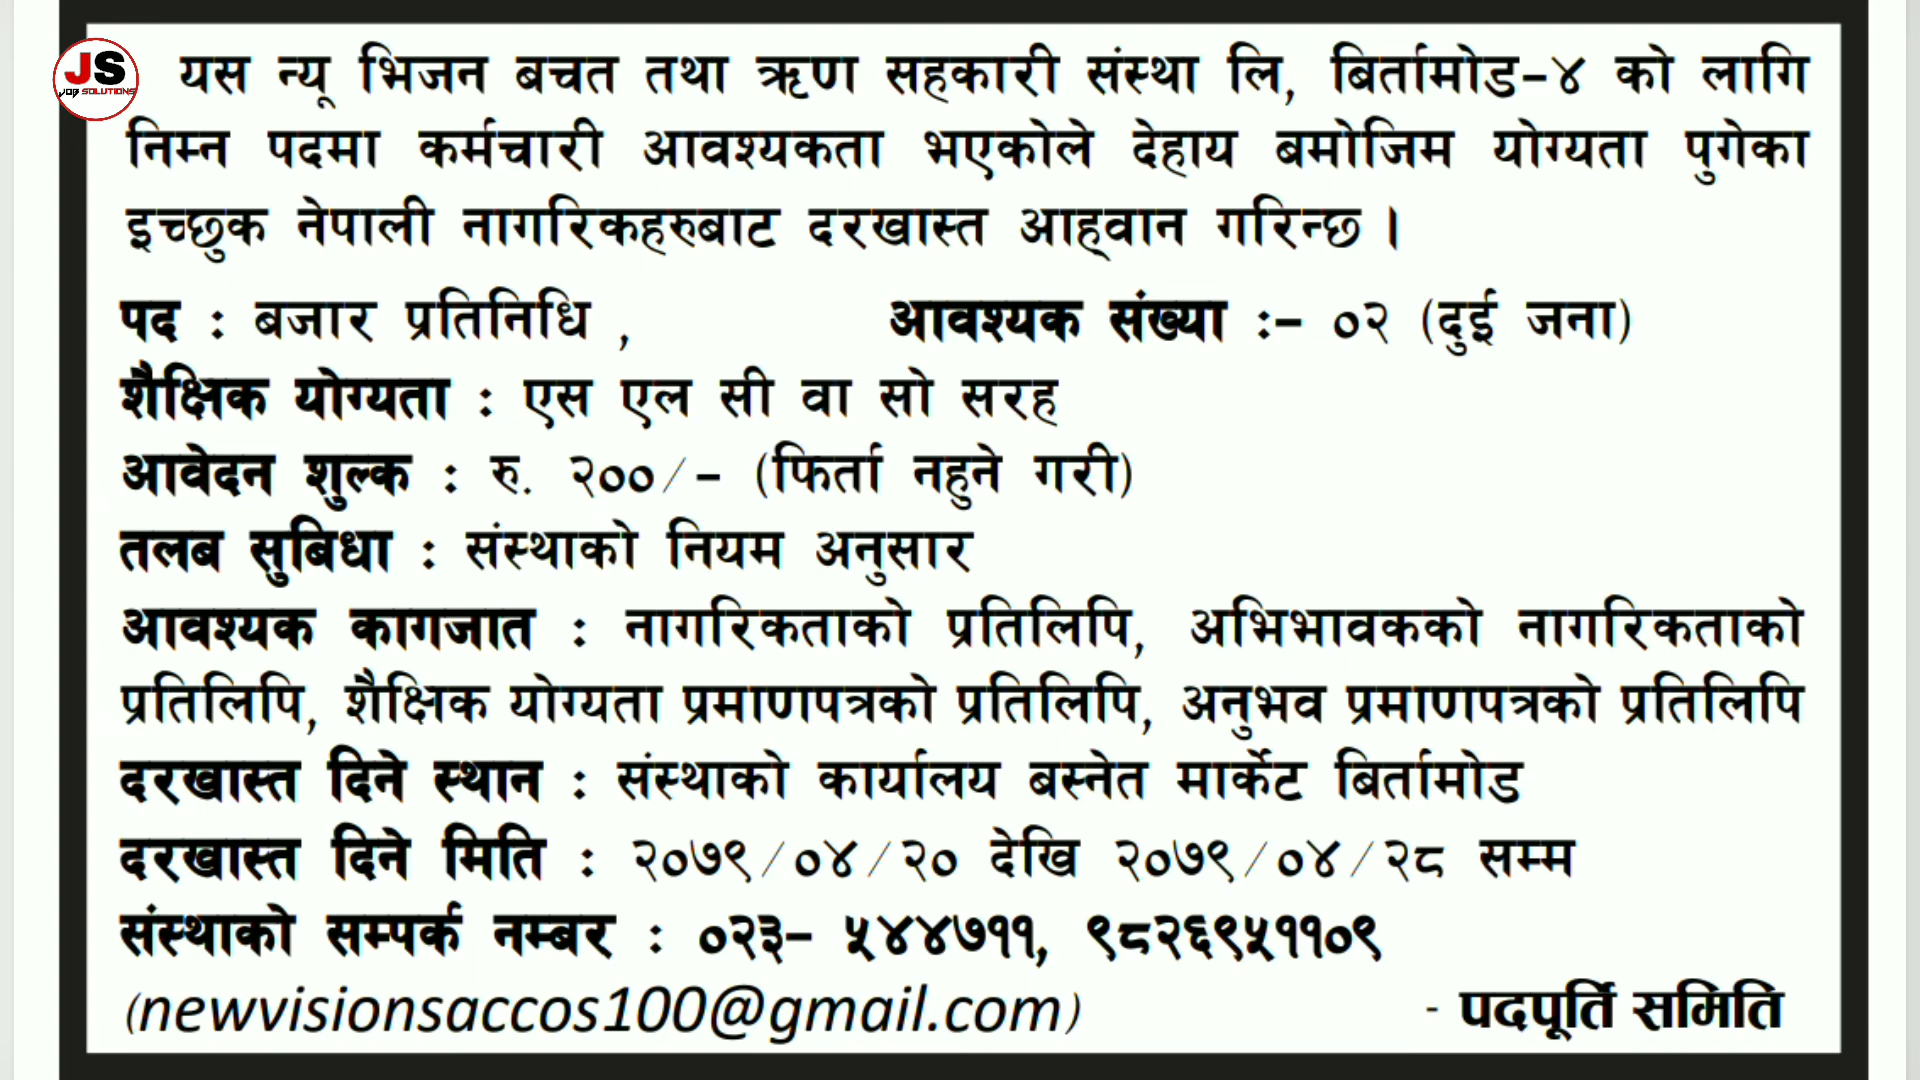 JS
JOB SOLUTIONS
यस न्यू भिजन बचत तथा ऋण सहकारी संस्था लि, बिर्तामोड-४ को लागि
निम्न पदमा कर्मचारी आवश्यकता भएकोले देहाय बमोजिम योग्यता पुगेका
इच्छुक नेपाली नागरिकहरुबाट दरखास्त आह्वान गरिन्छ ।
पद : बजार प्रतिनिधि , आवश्यक संख्या :- ०२ (दुई जना)
शैक्षिक योग्यता : एस एल सी वा सो सरह
आवेदन शुल्क : रु. २००/- (फिर्ता नहुने गरी)
तलब सुबिधा : संस्थाको नियम अनुसार
आवश्यक कागजात : नागरिकताको प्रतिलिपि, अभिभावकको नागरिकताको
प्रतिलिपि, शैक्षिक योग्यता प्रमाणपत्रको प्रतिलिपि, अनुभव प्रमाणपत्रको प्रतिलिपि
दरखास्त दिने स्थान : संस्थाको कार्यालय बस्नेत मार्केट बिर्तामोड
दरखास्त दिने मिति : २०७९/०४/२० देखि २०७९/०४/२८ सम्म
संस्थाको सम्पर्क नम्बर : ०२३- ५४४७११, ९८२६९५११०९
(newvisionsaccos100@gmail.com) - पदपूर्ति समिति